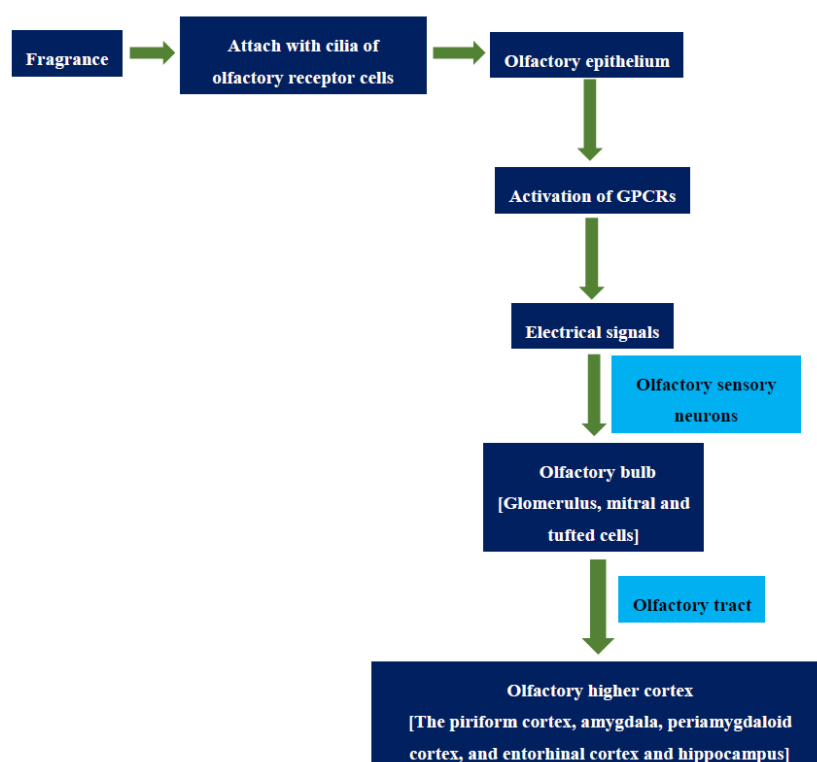 Fragrance
Attach with cilia of
olfactory receptor cells
Olfactory epithelium
Activation of GPCRs
Electrical signals
Olfactory sensory
neurons
Olfactory bulb
[Glomerulus, mitral and
tufted cells]
Olfactory tract
Olfactory higher cortex
[The piriform cortex, amygdala, periamygdaloid
cortex, and entorhinal cortex and hippocampus]